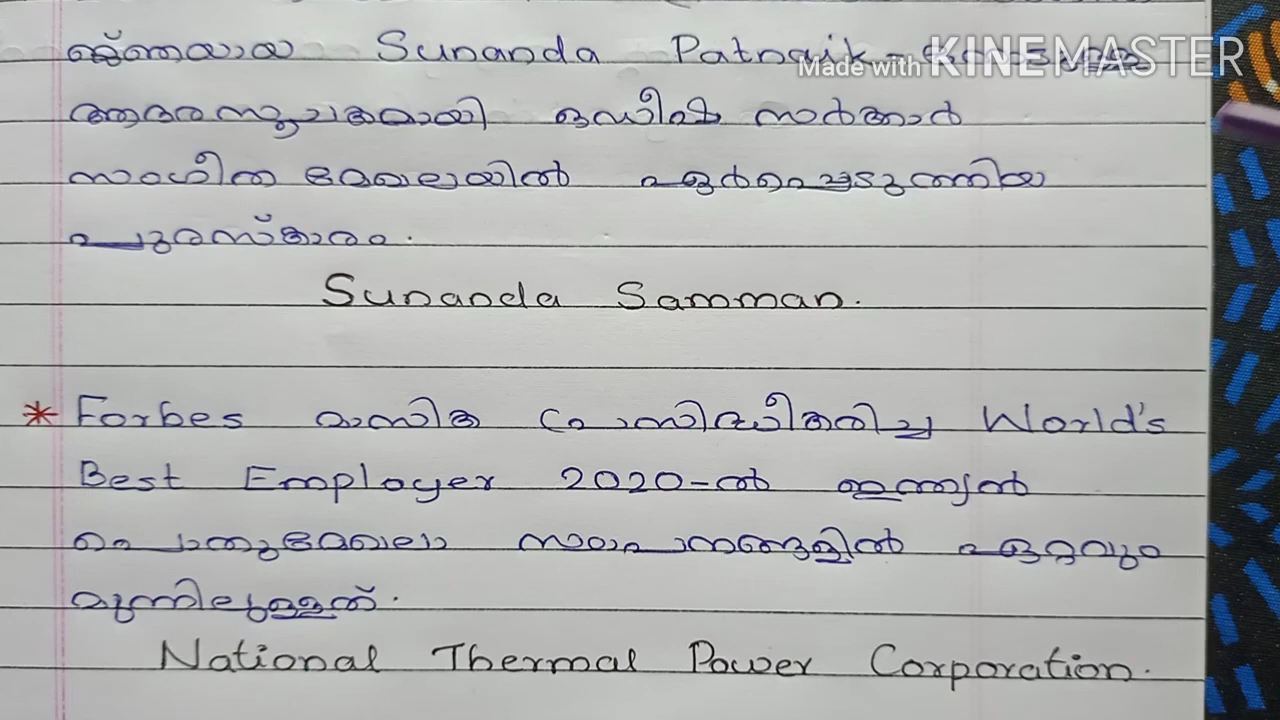 Sunanda Patnaik-
Made with KINEMASTER
ആദരസൂചകമായി ഒഡീഷ സർക്കാർ
സംഗീത മേഖലയിൽ ഏർപ്പെടുത്തിയ
പുരസ്കാരം.
Sunanda Samman.
* Forbes മാസിക പ്രസിദ്ധീകരിച്ച World's
Best Employer 2020-ൽ ഇന്ത്യൻ
പൊതുമേഖലാ സ്ഥാപനങ്ങളിൽ ഏറ്റവും
മുന്നിലുള്ളത്.
National Thermal Power Corporation.